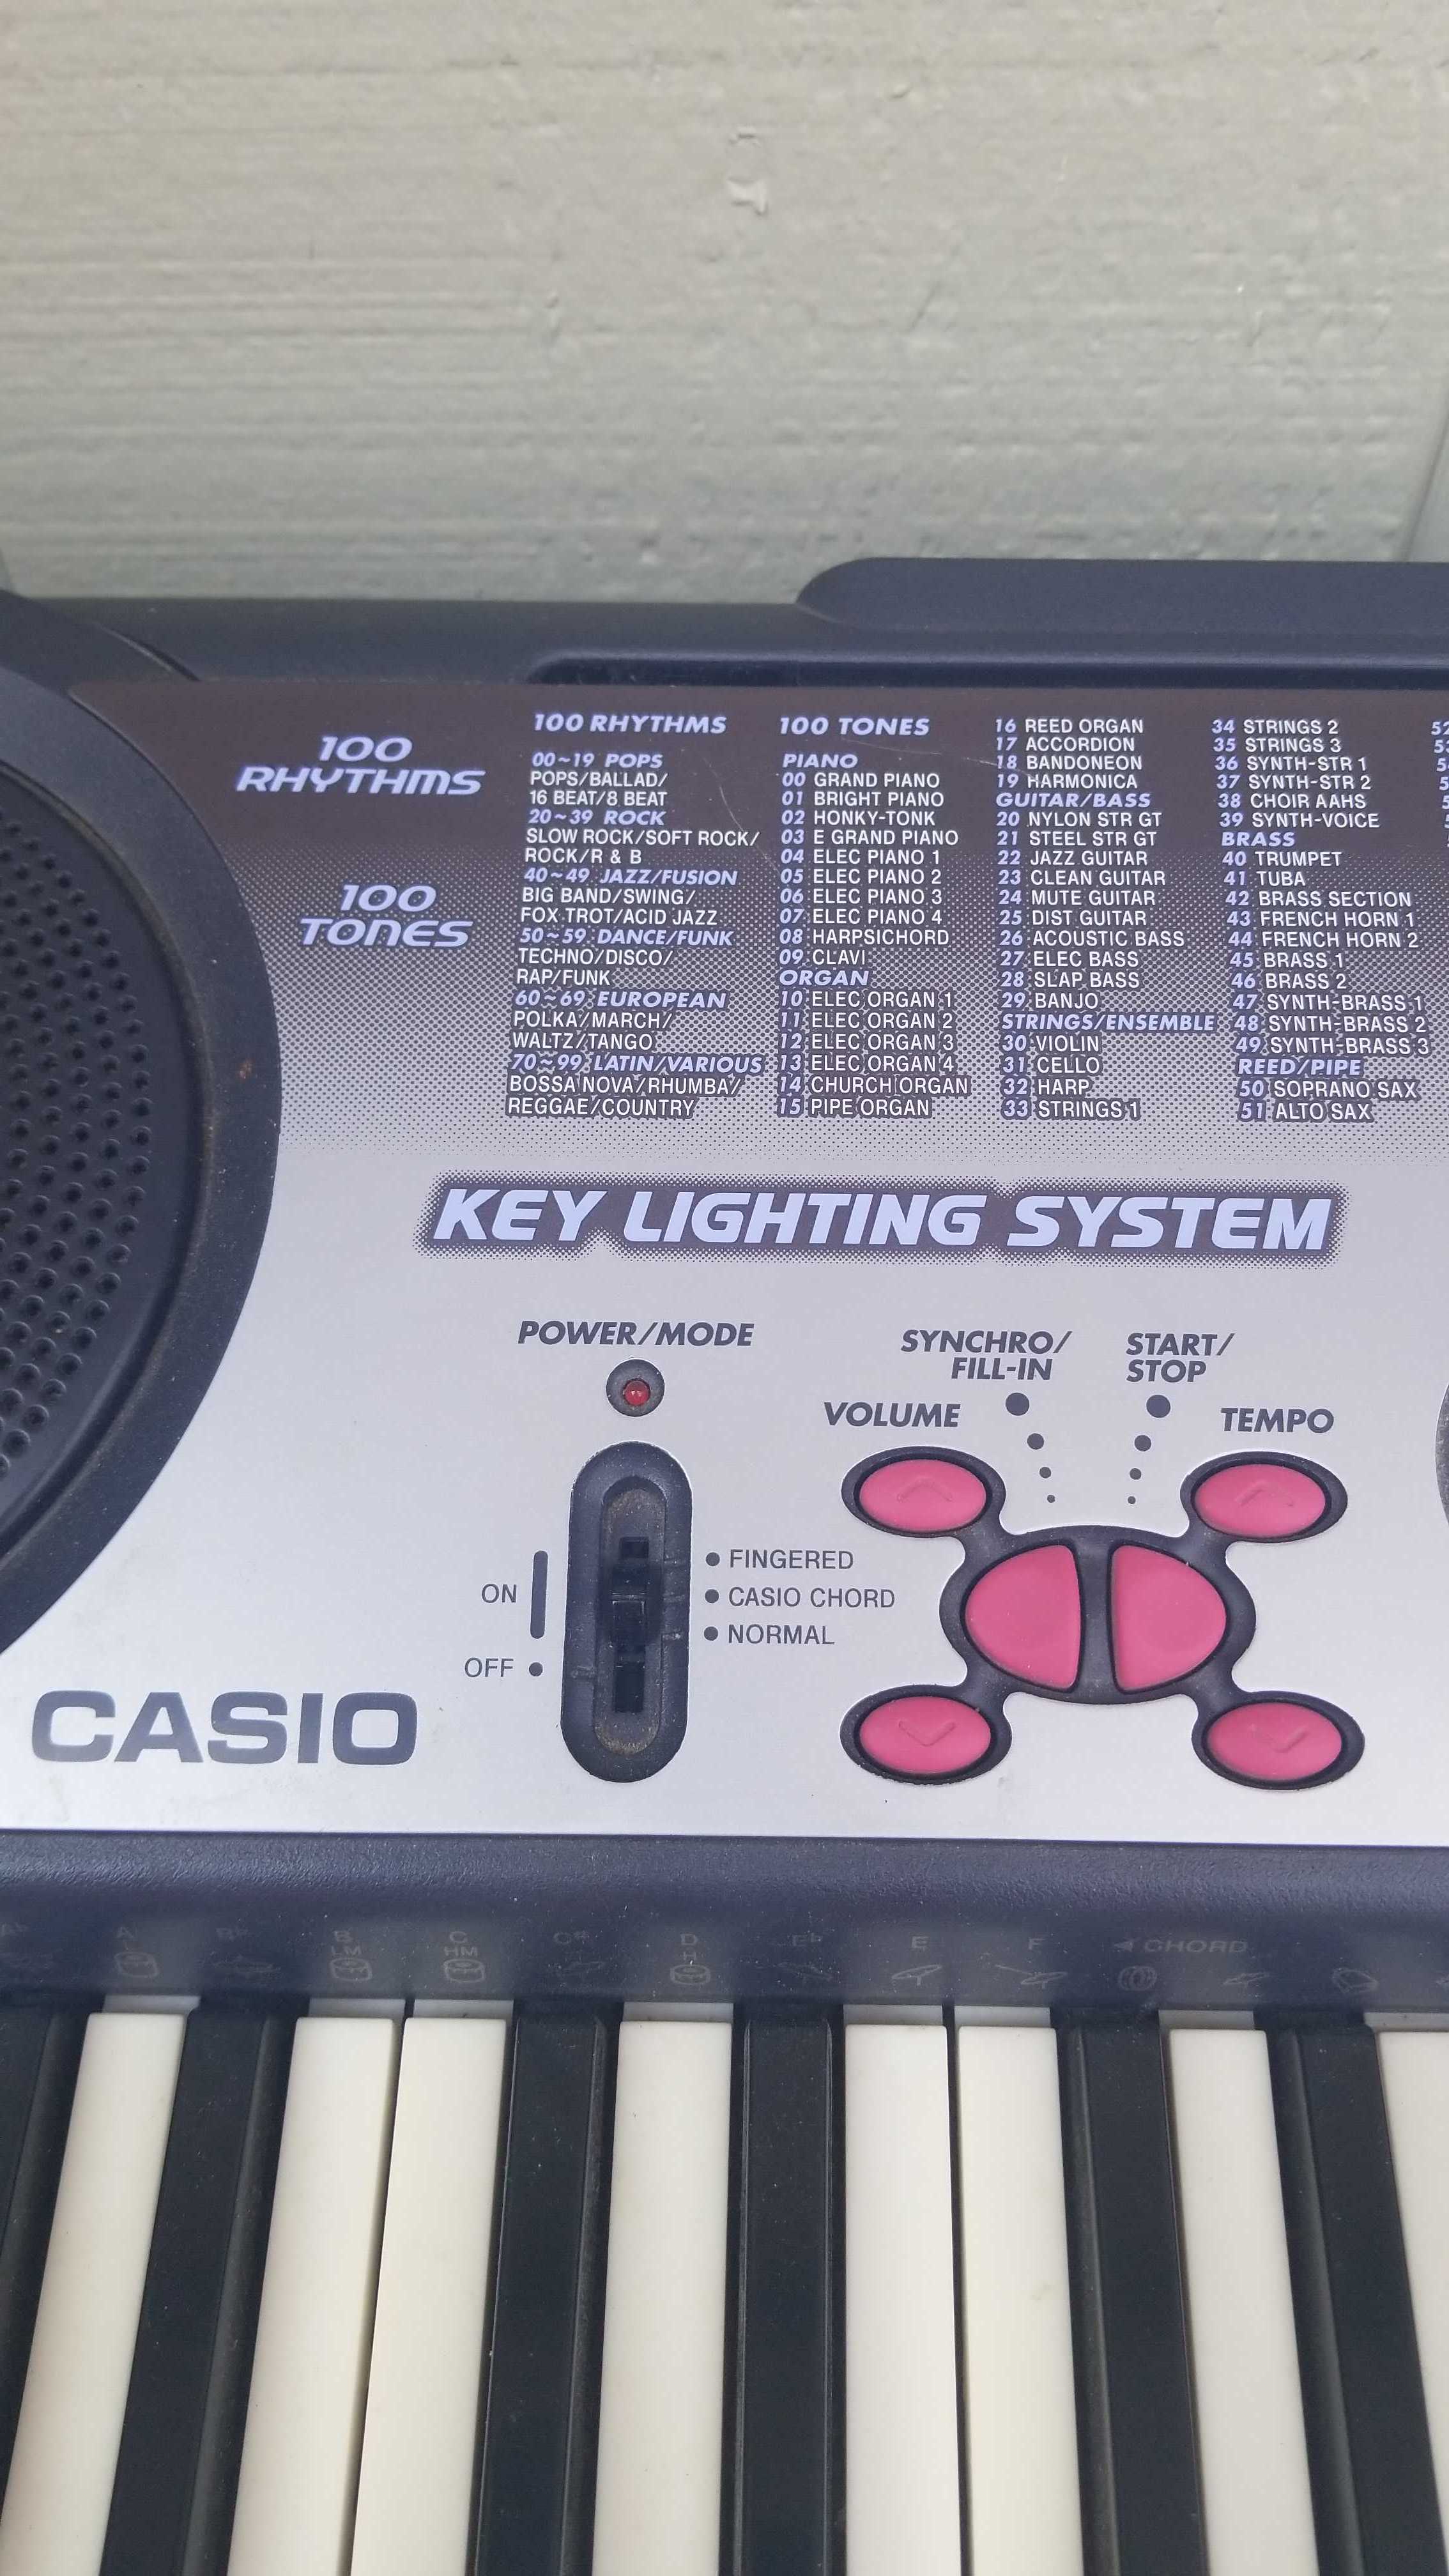 100
RHYTHMS
100
TONES
100 RHYTHMS
00~19 POPS
POPS/BALLAD/
16 BEAT/8 BEAT
20~39 ROCK
SLOW ROCK/SOFT ROCK/
ROCK/R & B
40~49 JAZZ/FUSION
BIG BAND/SWING/
FOX TROT/ACID JAZZ
50~59 DANCE/FUNK
TECHNO/DISCO/
RAP/FUNK
60~69 EUROPEAN
POLKA/MARCH/
WALTZ/TANGO
70~99 LATIN/VARIOUS
BOSSA NOVA/RHUMBA/
REGGAE/COUNTRY
100 TONES
PIANO
00 GRAND PIANO
01 BRIGHT PIANO
02 HONKY-TONK
03 E GRAND PIANO
04 ELEC PIANO 1
05 ELEC PIANO 2
06 ELEC PIANO 3
07 ELEC PIANO 4
08 HARPSICHORD
09 CLAVI
ORGAN
10 ELEC ORGAN 1
11 ELEC ORGAN 2
12 ELEC ORGAN 3
13 ELEC ORGAN 4
14 CHURCH ORGAN
15 PIPE ORGAN
16 REED ORGAN
17 ACCORDION
18 BANDONEON
19 HARMONICA
GUITAR/BASS
20 NYLON STR GT
21 STEEL STR GT
22 JAZZ GUITAR
23 CLEAN GUITAR
24 MUTE GUITAR
25 DIST GUITAR
26 ACOUSTIC BASS
27 ELEC BASS
28 SLAP BASS
29 BANJO
STRINGS/ENSEMBLE
30 VIOLIN
31 CELLO
32 HARP
33 STRINGS 1
34 STRINGS 2
35 STRINGS 3
36 SYNTH-STR 1
37 SYNTH-STR 2
38 CHOIR AAHS
39 SYNTH-VOICE
BRASS
40 TRUMPET
41 TUBA
42 BRASS SECTION
43 FRENCH HORN 1
44 FRENCH HORN 2
45 BRASS 1
46 BRASS 2
47 SYNTH-BRASS 1
48 SYNTH-BRASS 2
49 SYNTH-BRASS 3
REED/PIPE
50 SOPRANO SAX
51 ALTO SAX
KEY LIGHTING SYSTEM
POWER/MODE
ON
OFF
FINGERED
CASIO CHORD
NORMAL
SYNCHRO/
FILL-IN
START/
STOP
VOLUME
TEMPO
CASIO
A B♭ B C C# D E♭ E F ◄ CHORD
LM HM H